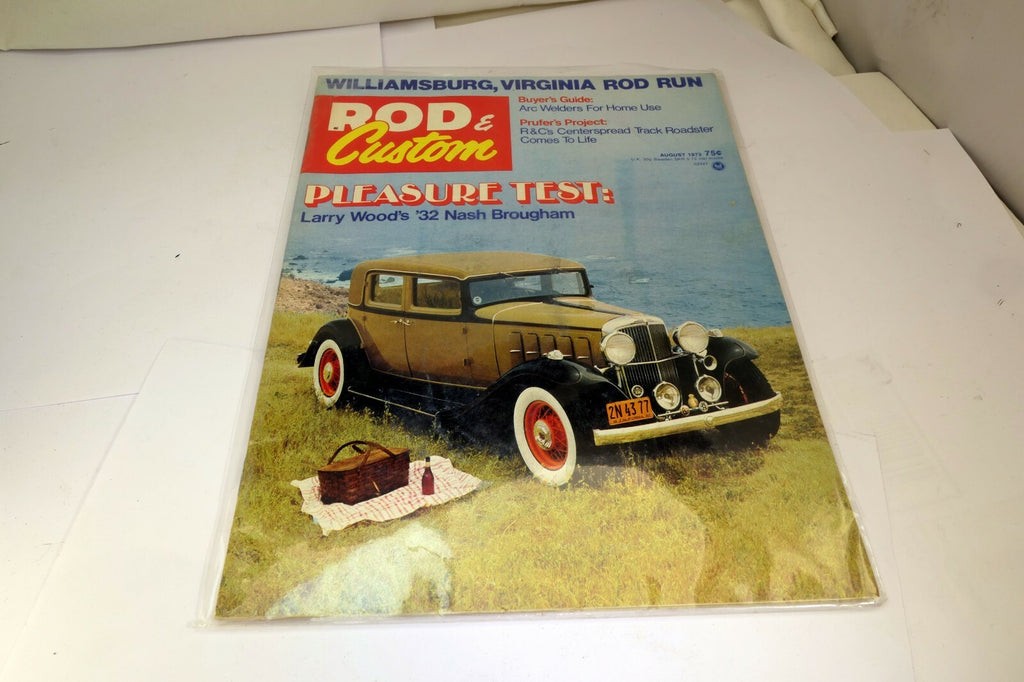 WILLIAMSBURG, VIRGINIA ROD RUN
ROD &
Custom
Buyer's Guide:
Arc Welders For Home Use
Prufer's Project:
R&C's Centerspread Track Roadster
Comes To Life
AUGUST 1973 75¢
PLEASURE TEST:
Larry Wood's '32 Nash Brougham
2N 43 77